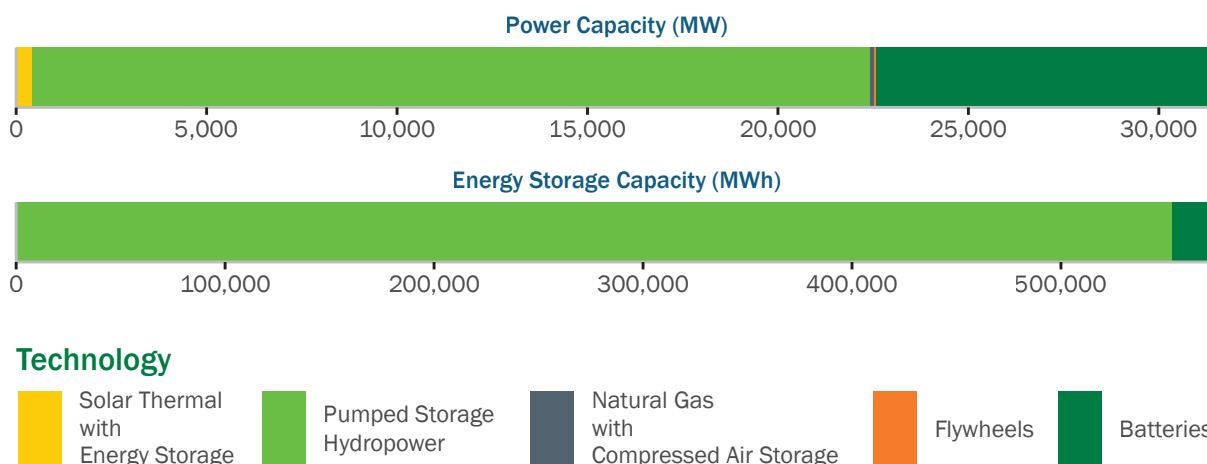 Power Capacity (MW)
0 5,000 10,000 15,000 20,000 25,000 30,000
Energy Storage Capacity (MWh)
0 100,000 200,000 300,000 400,000 500,000
Technology
Solar Thermal
with
Energy Storage
Pumped Storage
Hydropower
Natural Gas
with
Compressed Air Storage
Flywheels
Batteries